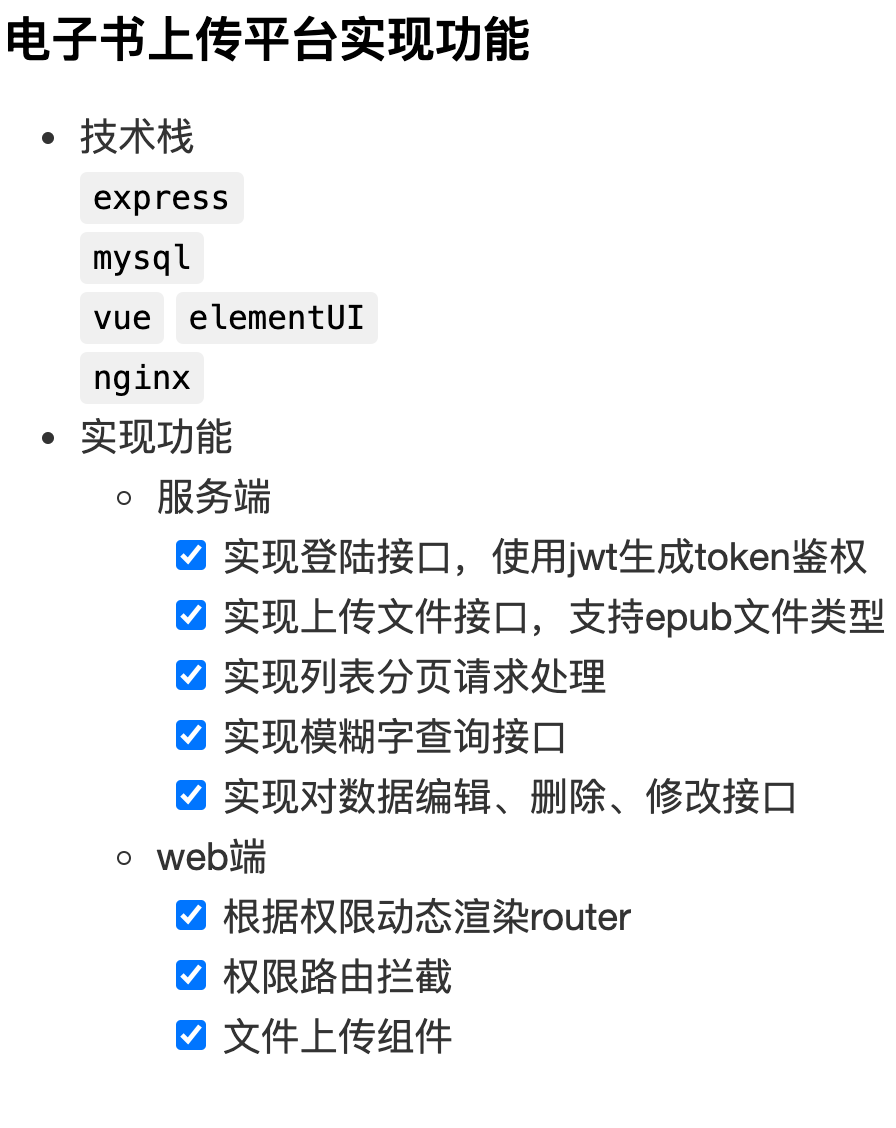 电子书上传平台实现功能
技术栈
express
mysql
vue elementUI
nginx
实现功能
服务端
实现登陆接口，使用jwt生成token鉴权
实现上传文件接口，支持epub文件类型
实现列表分页请求处理
实现模糊字查询接口
实现对数据编辑、删除、修改接口
web端
根据权限动态渲染router
权限路由拦截
文件上传组件